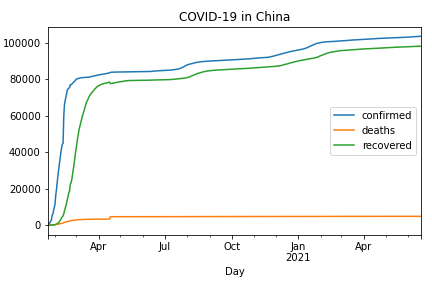 COVID-19 in China
100000
80000
60000
40000
20000
0
confirmed
deaths
recovered
Apr Jul Oct Jan Apr
2021
Day